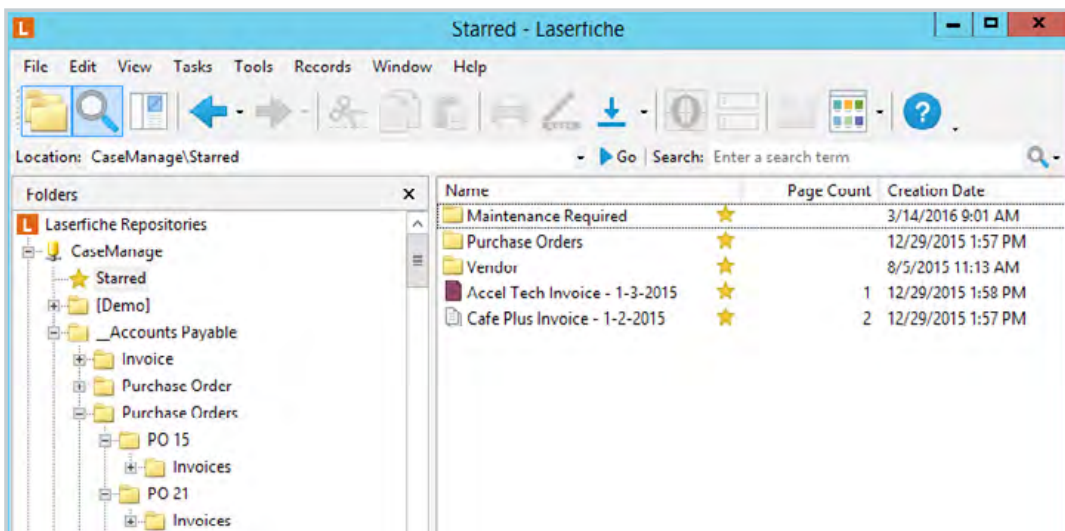 L
Starred - Laserfiche
File Edit View Tasks Tools Records Window Help
Location: CaseManage\Starred Go Search: Enter a search term
Folders x
L Laserfiche Repositories
CaseManage
Starred
[Demo]
__Accounts Payable
Invoice
Purchase Order
Purchase Orders
PO 15
Invoices
PO 21
Invoices
Name Page Count Creation Date
Maintenance Required 3/14/2016 9:01 AM
Purchase Orders 12/29/2015 1:57 PM
Vendor 8/5/2015 11:13 AM
Accel Tech Invoice - 1-3-2015 1 12/29/2015 1:58 PM
Cafe Plus Invoice - 1-2-2015 2 12/29/2015 1:57 PM